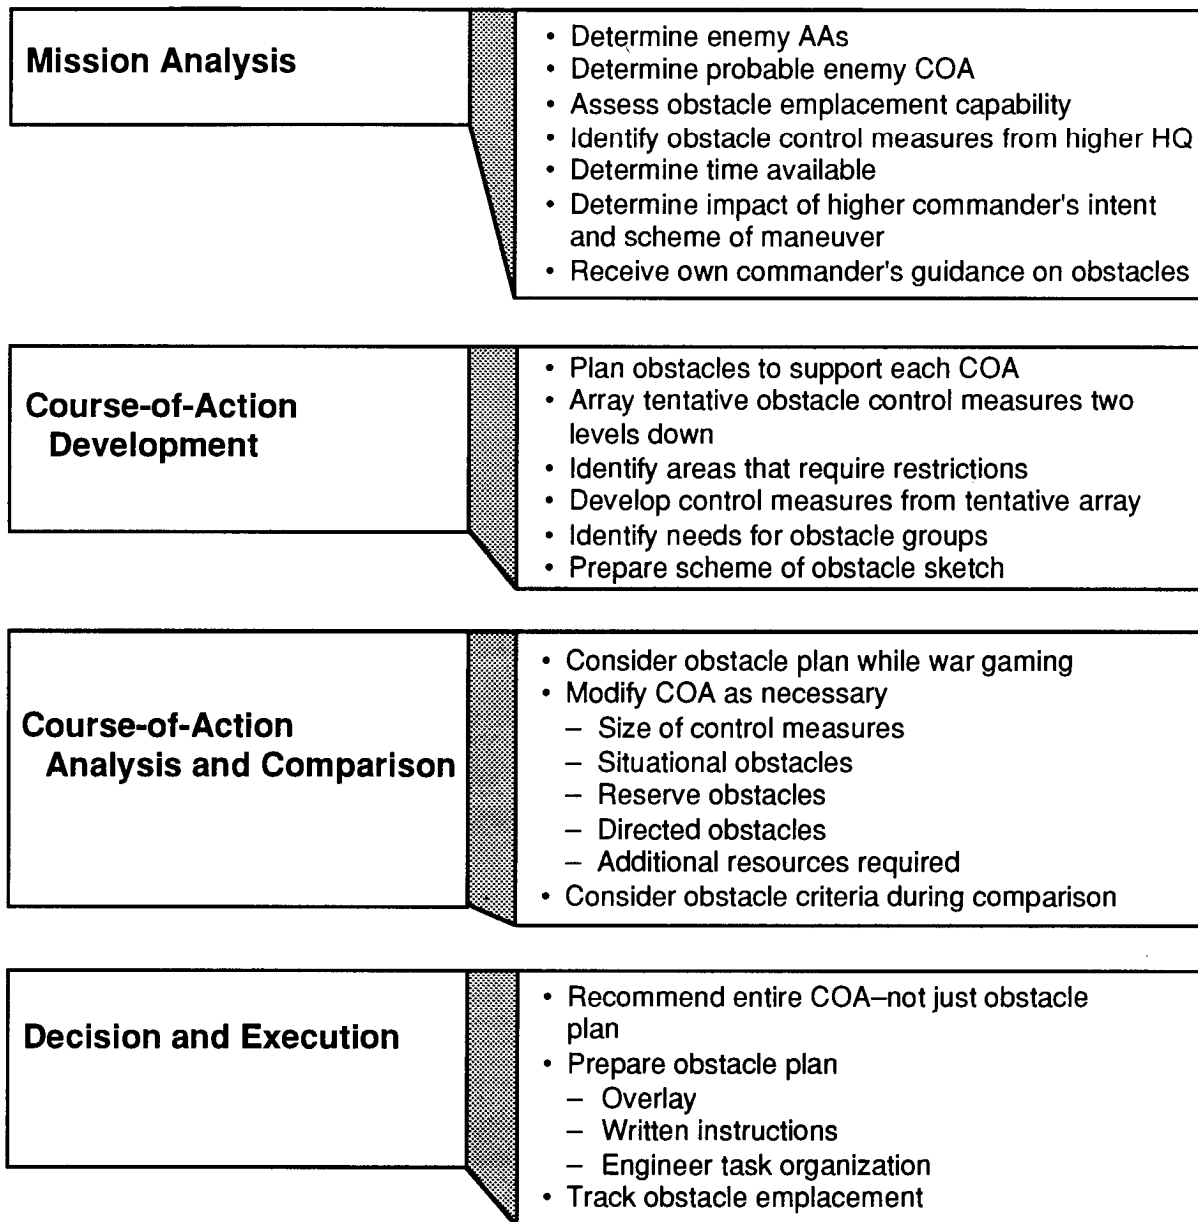 Mission Analysis
• Determine enemy AAs
• Determine probable enemy COA
• Assess obstacle emplacement capability
• Identify obstacle control measures from higher HQ
• Determine time available
• Determine impact of higher commander's intent
and scheme of maneuver
• Receive own commander's guidance on obstacles
Course-of-Action
Development
• Plan obstacles to support each COA
• Array tentative obstacle control measures two
levels down
• Identify areas that require restrictions
• Develop control measures from tentative array
• Identify needs for obstacle groups
• Prepare scheme of obstacle sketch
Course-of-Action
Analysis and Comparison
• Consider obstacle plan while war gaming
• Modify COA as necessary
– Size of control measures
– Situational obstacles
– Reserve obstacles
– Directed obstacles
– Additional resources required
• Consider obstacle criteria during comparison
Decision and Execution
• Recommend entire COA–not just obstacle
plan
• Prepare obstacle plan
– Overlay
– Written instructions
– Engineer task organization
• Track obstacle emplacement